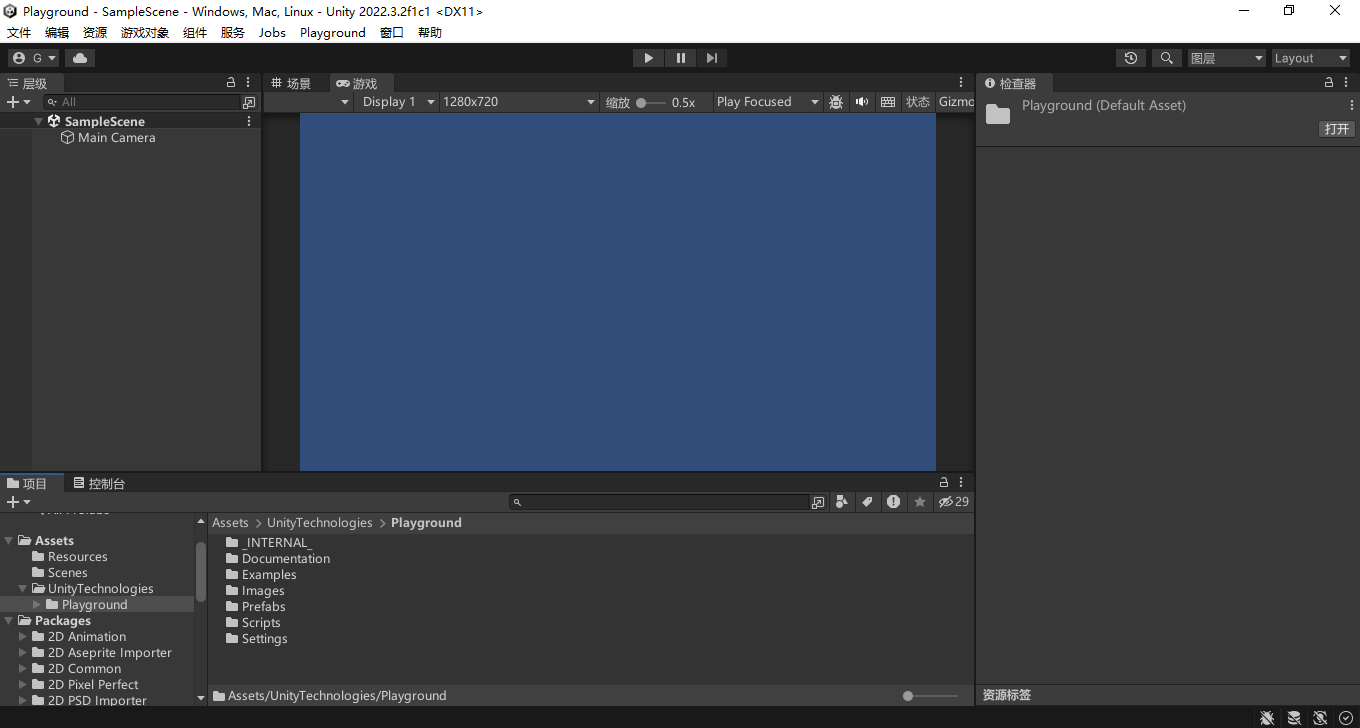 Playground - SampleScene - Windows, Mac, Linux - Unity 2022.3.2f1c1 <DX11>
文件 编辑 资源 游戏对象 组件 服务 Jobs Playground 窗口 帮助
G 图层 Layout
层级
All
SampleScene
Main Camera
场景 游戏
Display 1 1280x720 缩放 0.5x Play Focused 状态 Gizmo
检查器
Playground (Default Asset)
打开
项目 控制台
29
Assets
Resources
Scenes
UnityTechnologies
Playground
Packages
2D Animation
2D Aseprite Importer
2D Common
2D Pixel Perfect
2D PSD Importer
Assets > UnityTechnologies > Playground
_INTERNAL_
Documentation
Examples
Images
Prefabs
Scripts
Settings
Assets/UnityTechnologies/Playground
资源标签